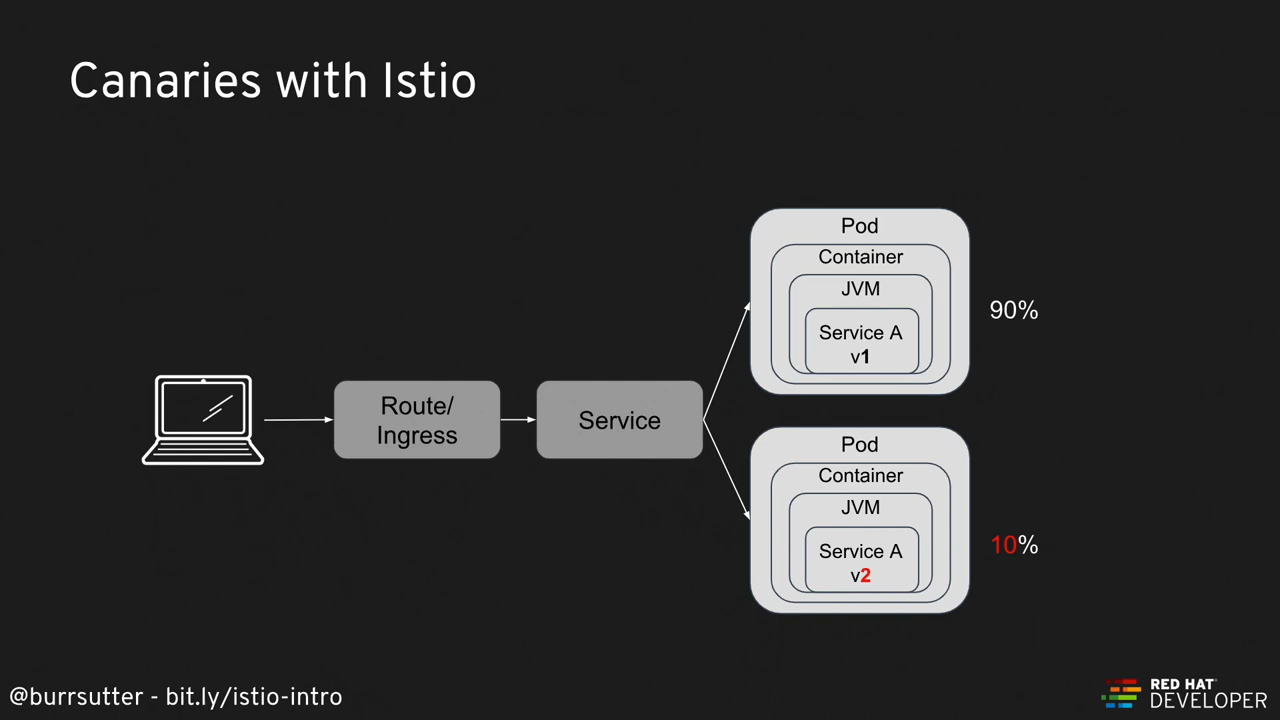 Canaries with Istio
Pod
Container
JVM
Service A
v1
90%
Route/
Ingress
Service
Pod
Container
JVM
Service A
v2
10%
@burrsutter - bit.ly/istio-intro
RED HAT
DEVELOPER